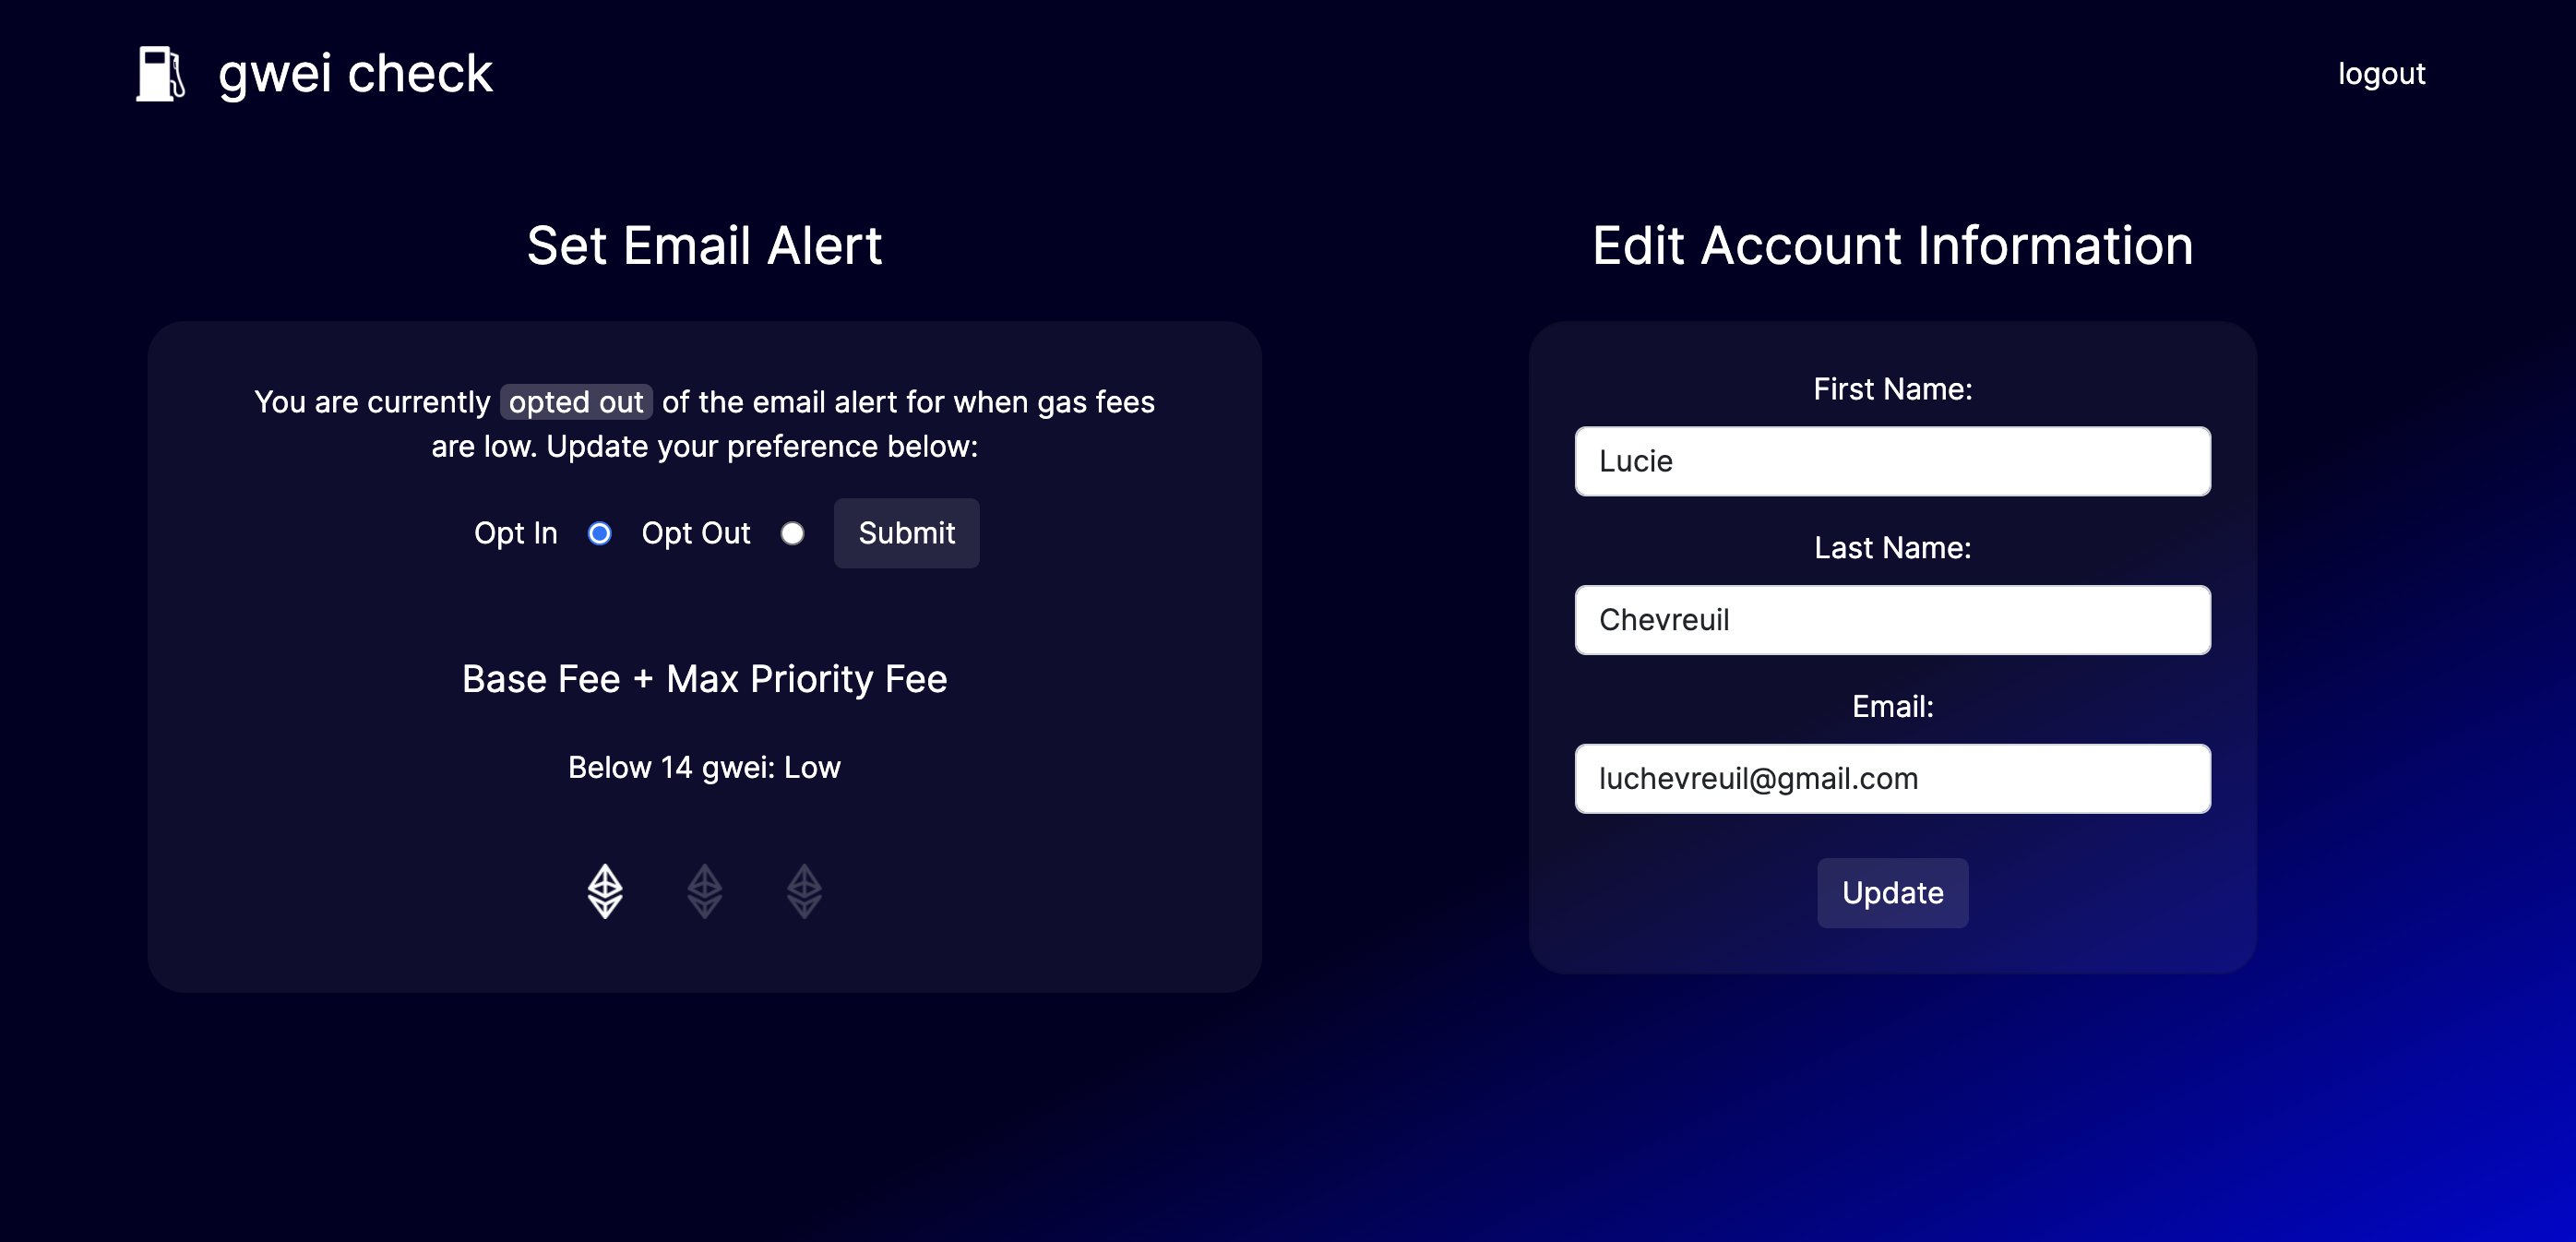 gwei check
logout
Set Email Alert
You are currently opted out of the email alert for when gas fees
are low. Update your preference below:
Opt In Opt Out Submit
Base Fee + Max Priority Fee
Below 14 gwei: Low
Edit Account Information
First Name:
Lucie
Last Name:
Chevreuil
Email:
luchevreuil@gmail.com
Update